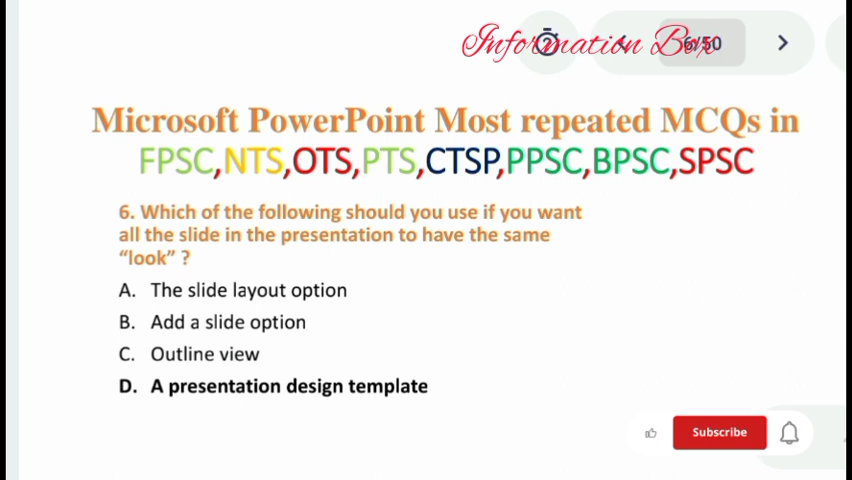 Information Box
6/50
Microsoft PowerPoint Most repeated MCQs in
FPSC,NTS,OTS,PTS,CTSP,PPSC,BPSC,SPSC
6. Which of the following should you use if you want
all the slide in the presentation to have the same
“look” ?
A. The slide layout option
B. Add a slide option
C. Outline view
D. A presentation design template
Subscribe